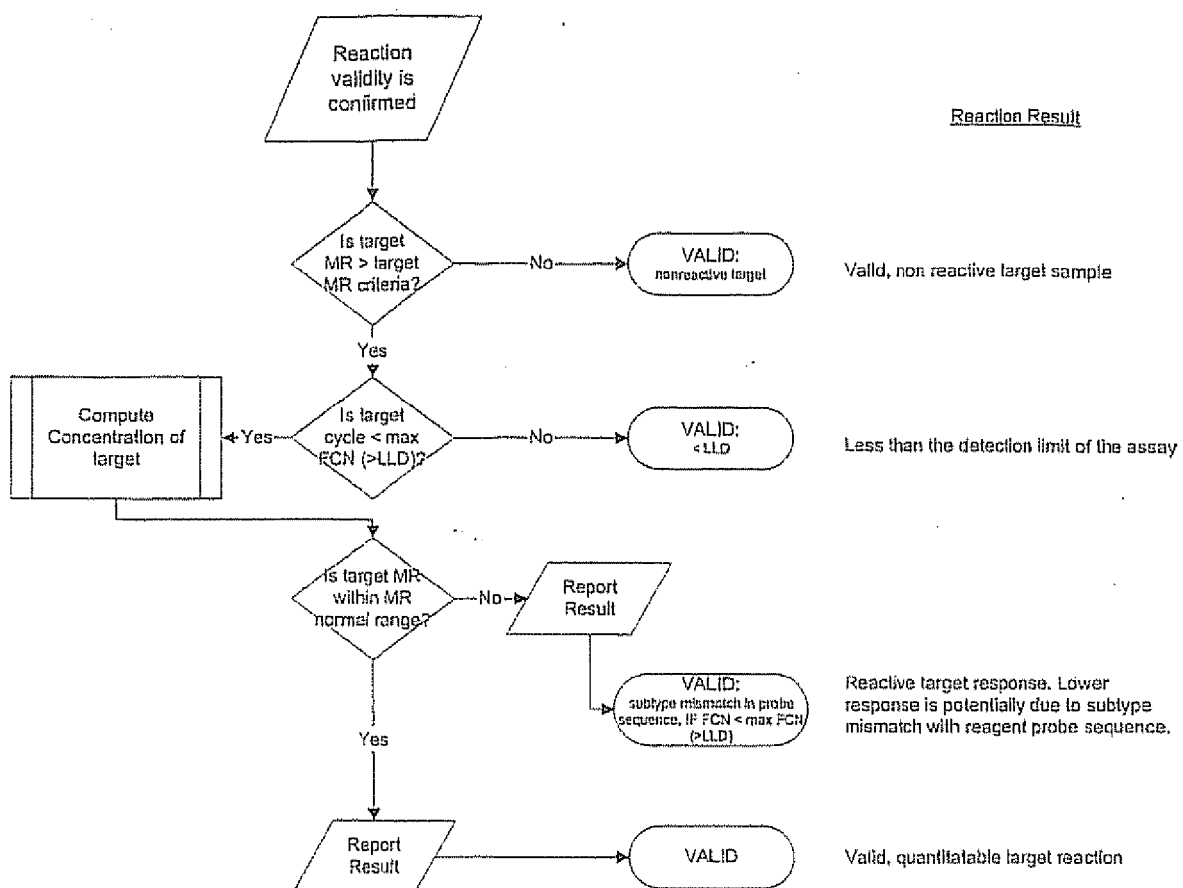 Reaction
validity is
confirmed
Reaction Result
Is target
MR > target
MR criteria?
No
VALID:
nonreactive target
Valid, non reactive target sample
Yes
Compute
Concentration of
target
Yes
Is target
cycle < max
FCN (>LLD)?
No
VALID:
< LLD
Less than the detection limit of the assay
Is target MR
within MR
normal range?
No
Report
Result
VALID:
subtype mismatch in probe
sequence, IF FCN < max FCN
(>LLD)
Reactive target response. Lower
response is potentially due to subtype
mismatch with reagent probe sequence.
Yes
Report
Result
VALID
Valid, quantitatable target reaction